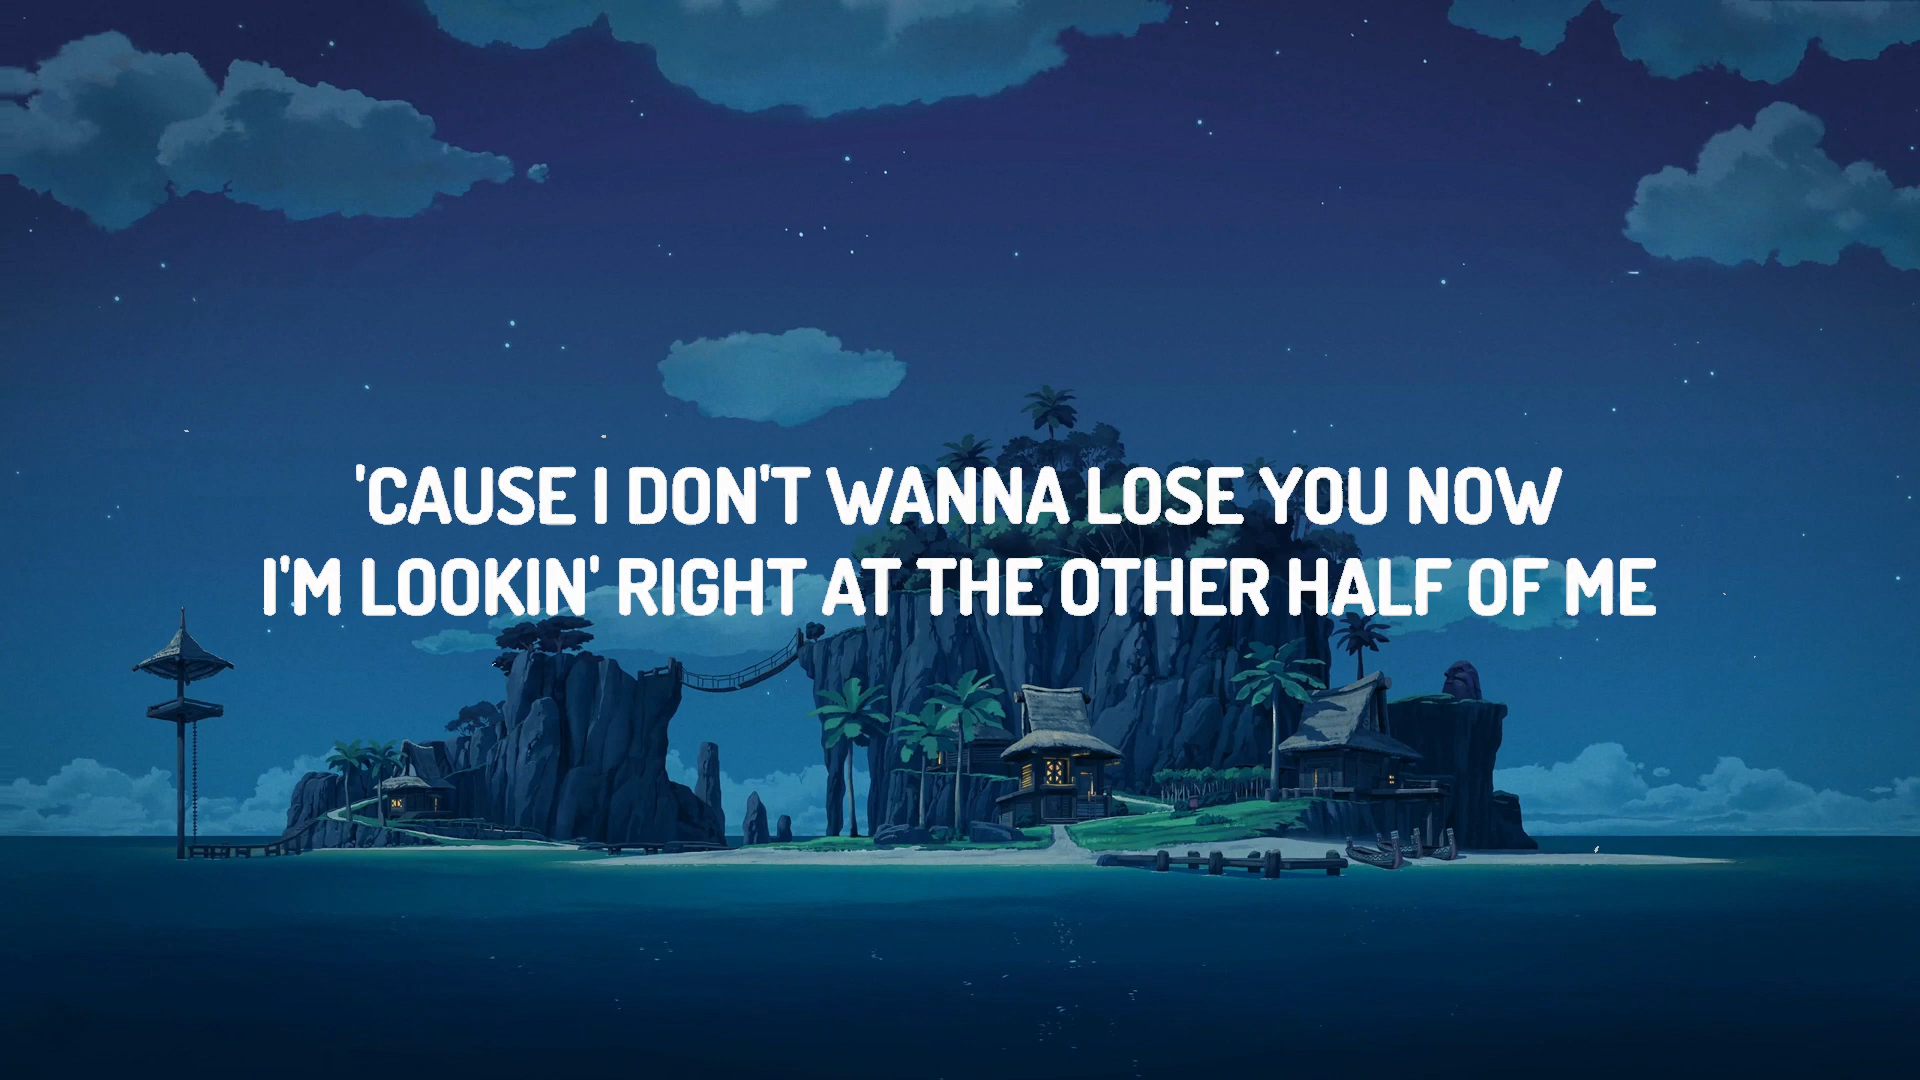 'CAUSE I DON'T WANNA LOSE YOU NOW
I'M LOOKIN' RIGHT AT THE OTHER HALF OF ME